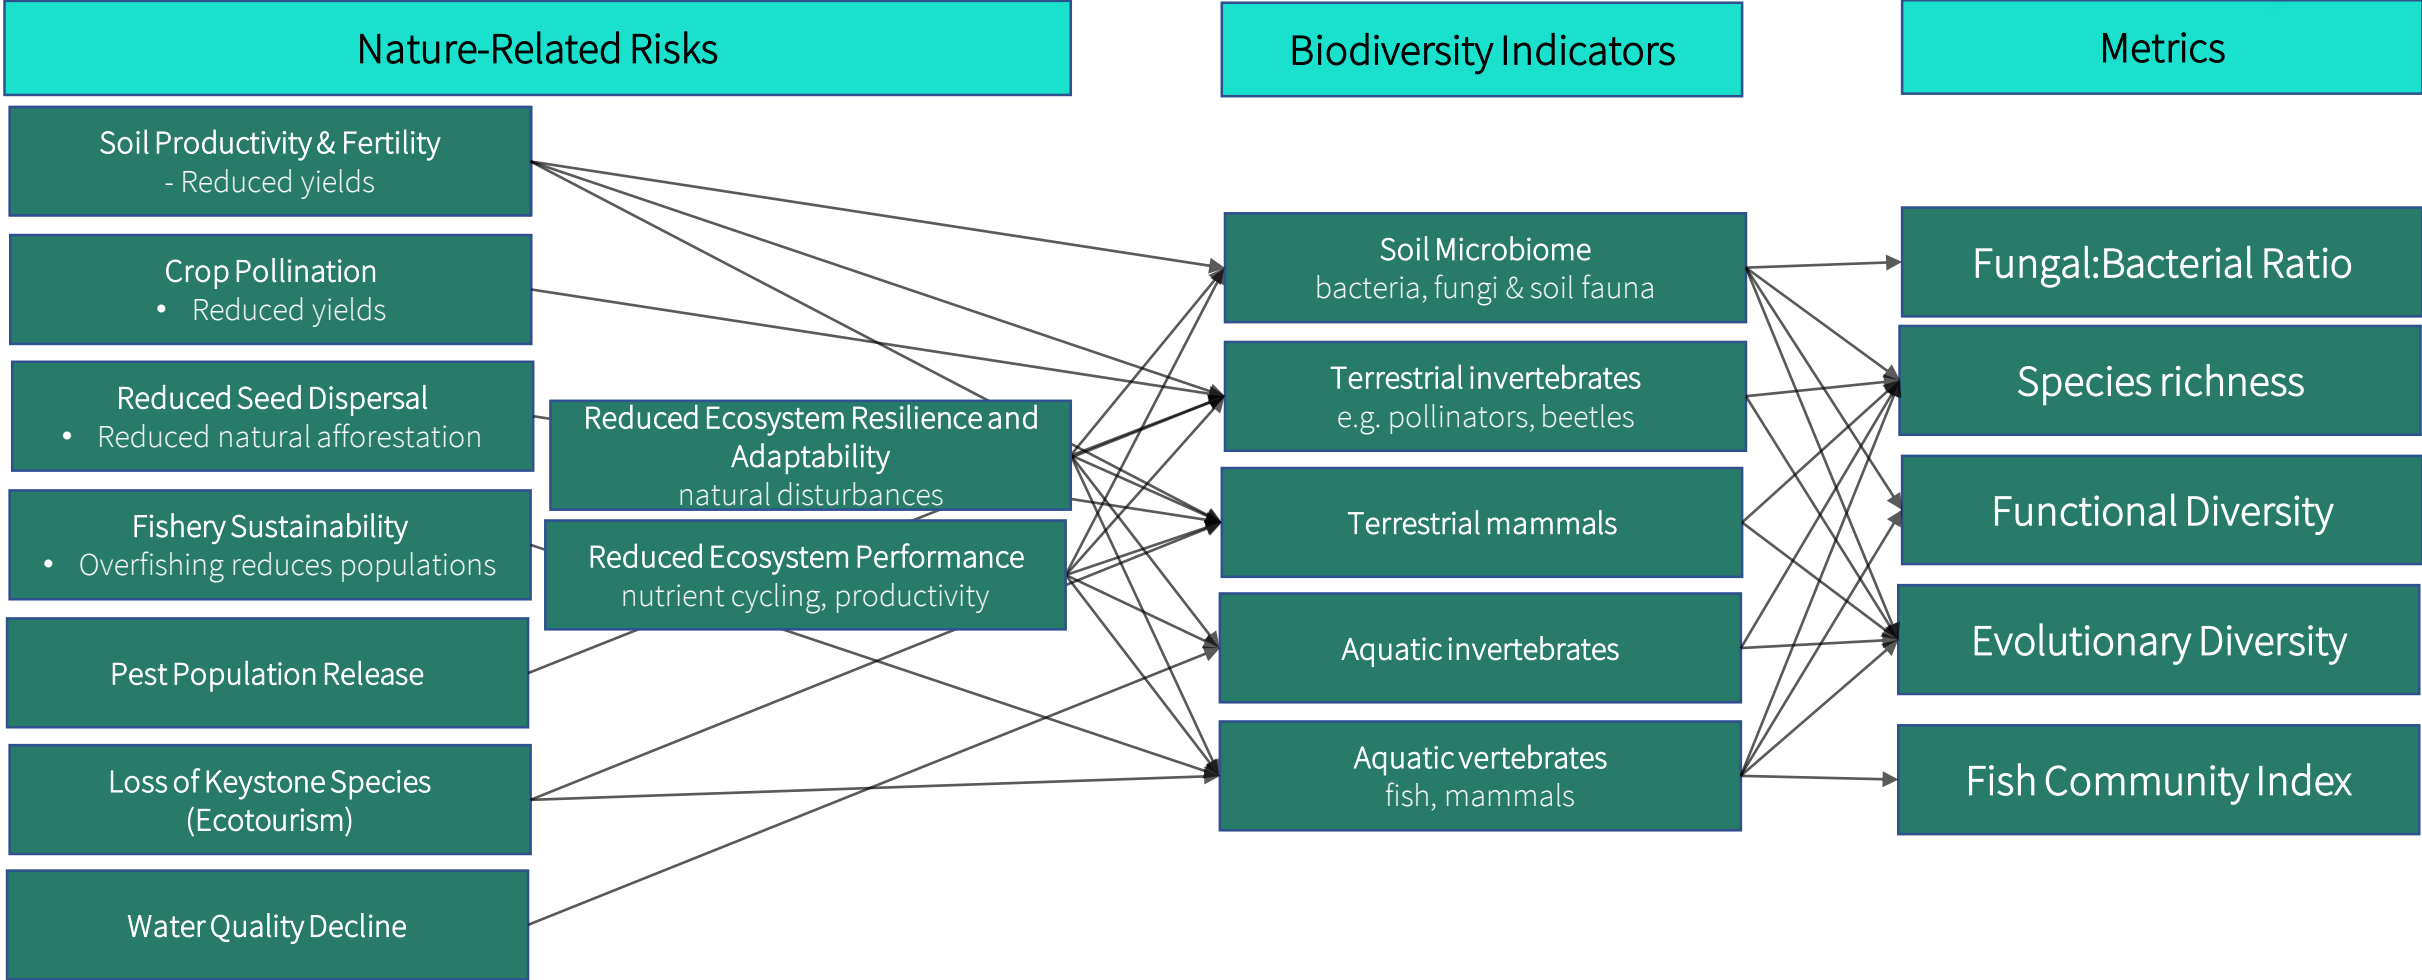 Nature-Related Risks
Biodiversity Indicators
Metrics
Soil Productivity & Fertility
- Reduced yields
Crop Pollination
• Reduced yields
Reduced Seed Dispersal
• Reduced natural afforestation
Fishery Sustainability
• Overfishing reduces populations
Pest Population Release
Loss of Keystone Species
(Ecotourism)
Water Quality Decline
Reduced Ecosystem Resilience and
Adaptability
natural disturbances
Reduced Ecosystem Performance
nutrient cycling, productivity
Soil Microbiome
bacteria, fungi & soil fauna
Terrestrial invertebrates
e.g. pollinators, beetles
Terrestrial mammals
Aquatic invertebrates
Aquatic vertebrates
fish, mammals
Fungal:Bacterial Ratio
Species richness
Functional Diversity
Evolutionary Diversity
Fish Community Index